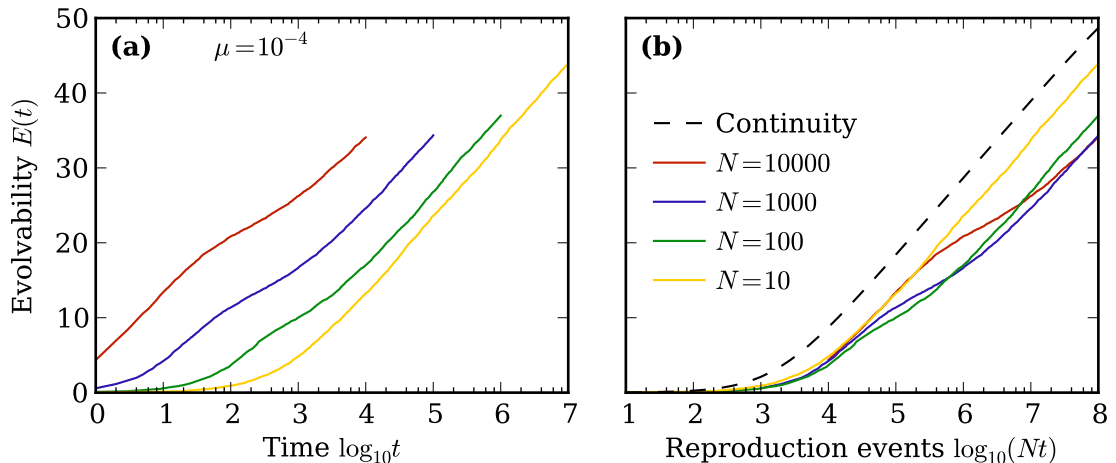 (a) μ=10⁻⁴
Evolvability E(t)
50
40
30
20
10
0
0 1 2 3 4 5 6 7
Time log₁₀t
(b)
Continuity
N=10000
N=1000
N=100
N=10
1 2 3 4 5 6 7 8
Reproduction events log₁₀(Nt)